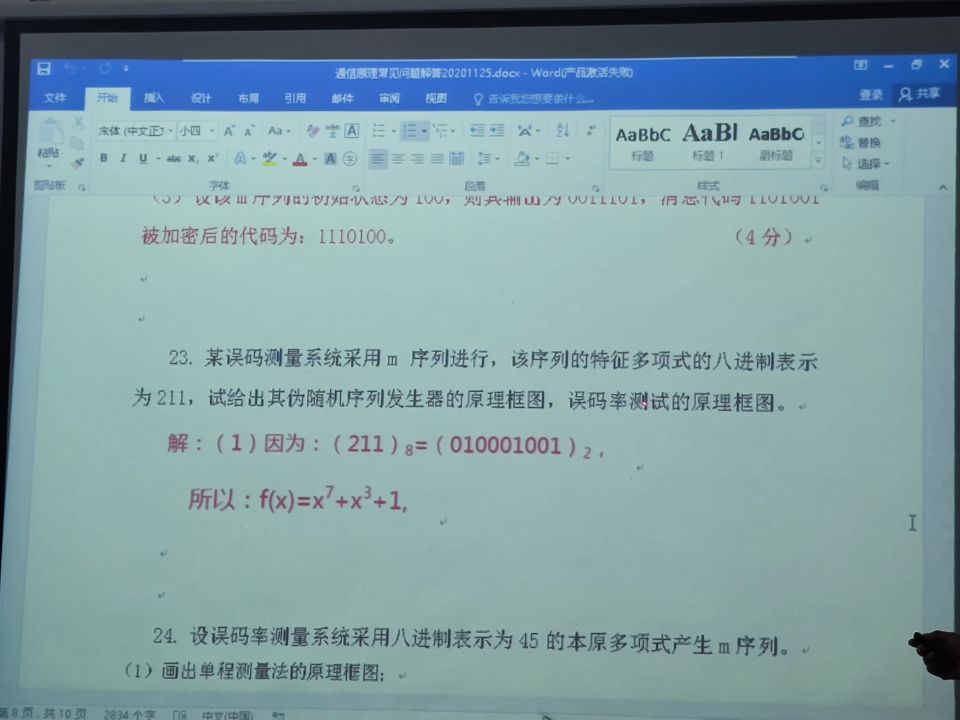 通信原理常见问题解答20201125.docx - Word(产品激活失败)
文件 开始 插入 设计 布局 引用 邮件 审阅 视图 告诉我您想要做什么... 登录 共享
宋体 (中文正文 小四 查找
AaBbC AaBl AaBbC 替换
粘贴 标题 标题 1 副标题 选择
剪贴板 字体 段落 样式 编辑
(3) 设该m序列的初始状态为100, 则其输出为0011101, 消息代码1101001
被加密后的代码为: 1110100。 (4 分)
23. 某误码测量系统采用m 序列进行, 该序列的特征多项式的八进制表示
为211, 试给出其伪随机序列发生器的原理框图, 误码率测试的原理框图。
解:(1)因为:(211)₈=(010001001)₂,
所以:f(x)=x⁷+x³+1,
24. 设误码率测量系统采用八进制表示为 45 的本原多项式产生m序列。
(1) 画出单程测量法的原理框图;
第 8 页, 共 10 页 2834 个字 中文(中国)